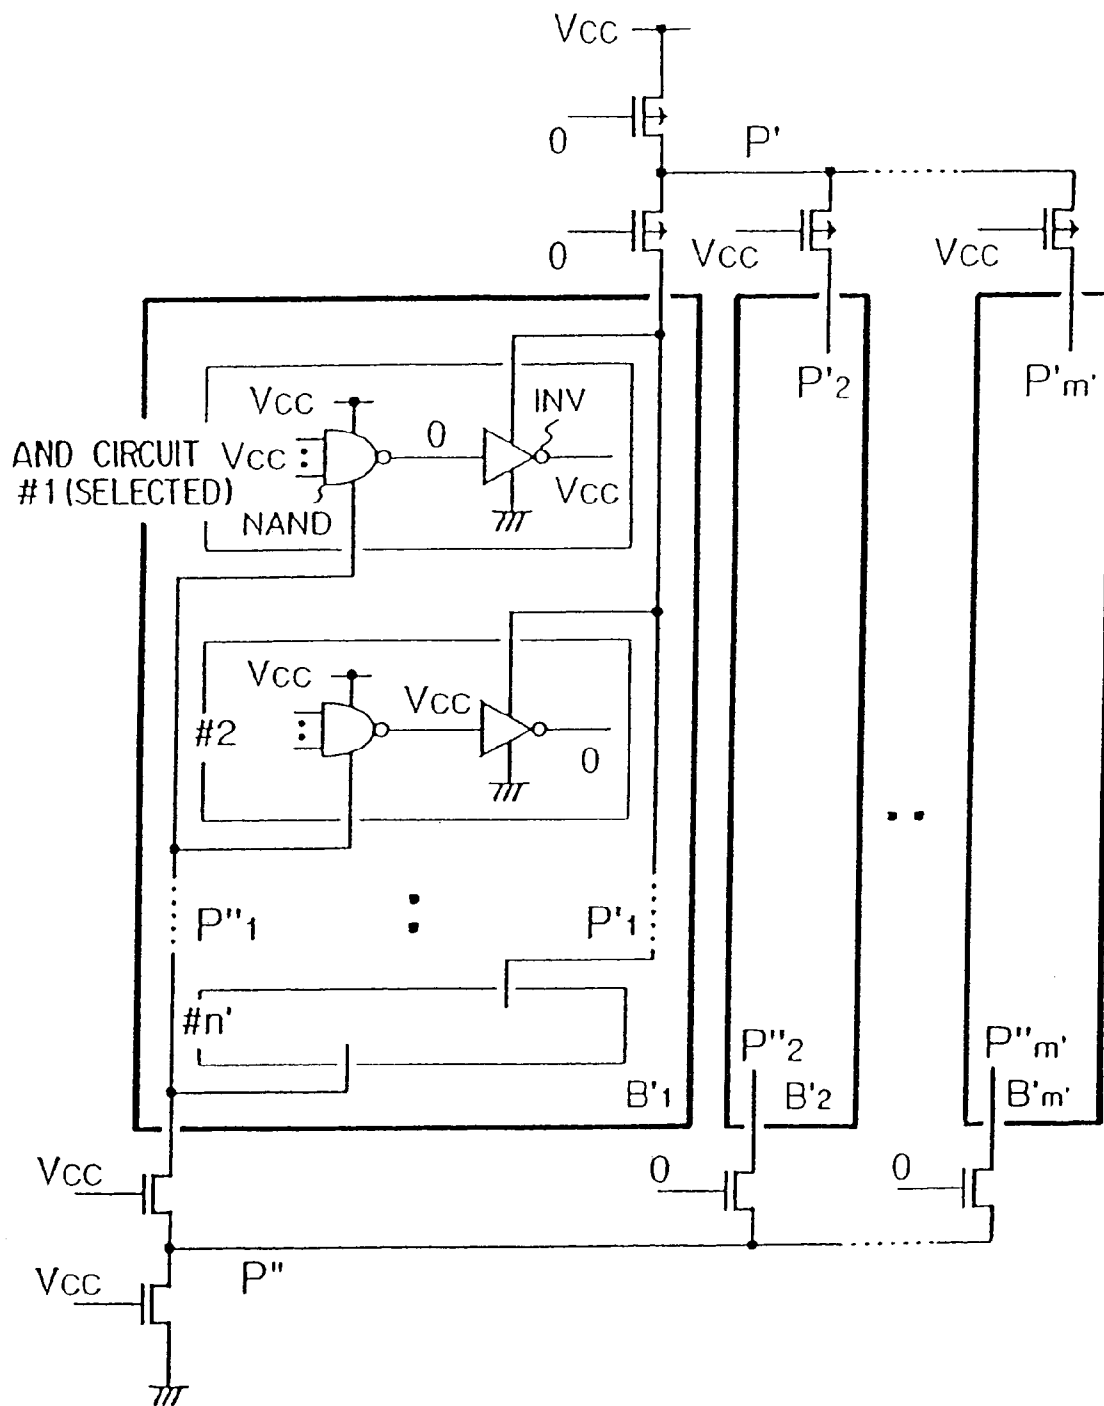 Vcc
0
P'
0
Vcc
Vcc
P'2
P'm'
Vcc
INV
0
AND CIRCUIT
#1 (SELECTED)
Vcc
Vcc
NAND
Vcc
Vcc
#2
0
P''1
P'1
#n'
B'1
P''2
B'2
P''m'
B'm'
Vcc
0
0
P''
Vcc